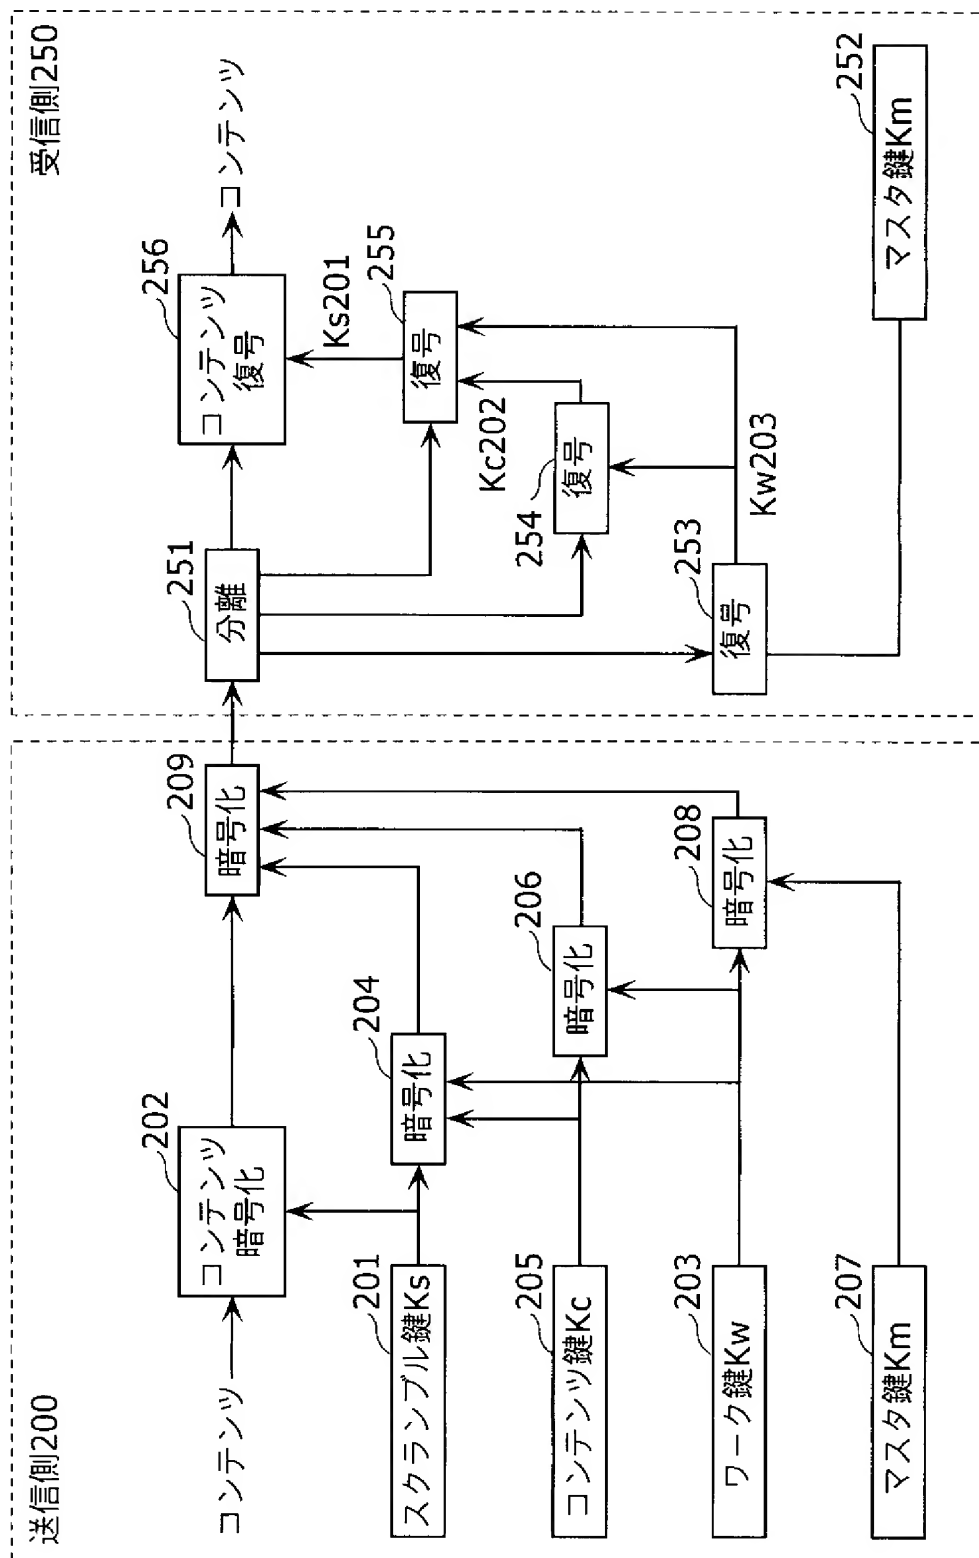 送信側200
コンテンツ
コンテンツ
暗号化
202
暗号化
209
スクランブル鍵Ks
201
暗号化
204
コンテンツ鍵Kc
205
暗号化
206
ワーク鍵Kw
203
暗号化
208
マスタ鍵Km
207
受信側250
分離
251
コンテンツ
復号
256
コンテンツ
Ks201
復号
255
Kc202
復号
254
復号
253
Kw203
マスタ鍵Km
252